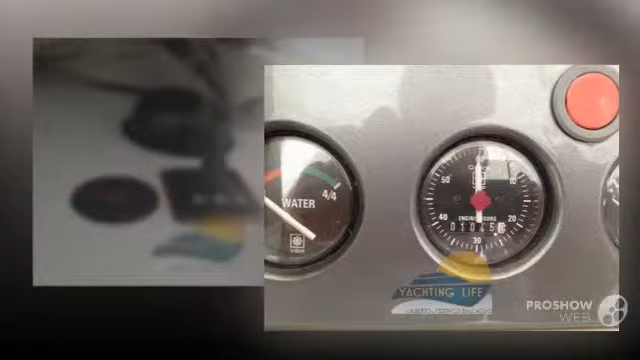 50
10
WATER
4/4
40
ENGINE HOURS
20
01045
30
YACHTING LIFE
PROSHOW
WEB